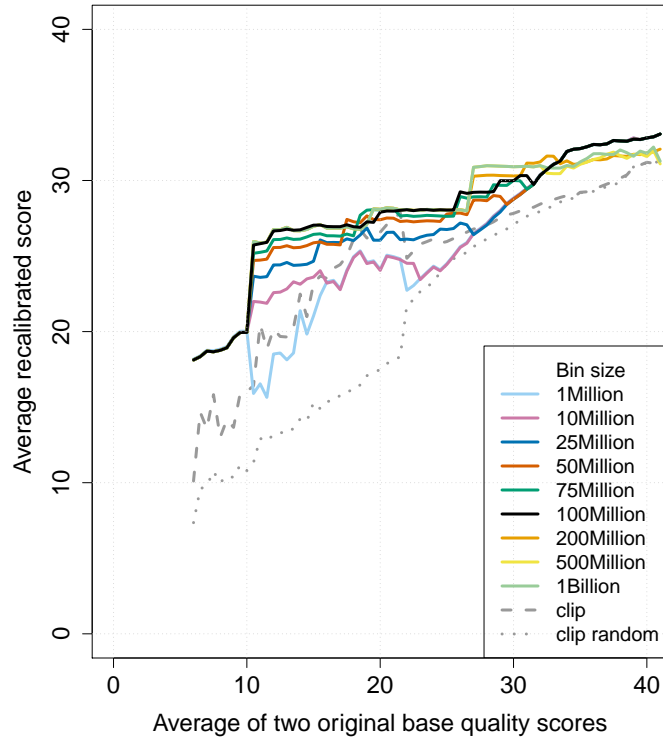 Average recalibrated score
40
30
20
10
0
Bin size
1Million
10Million
25Million
50Million
75Million
100Million
200Million
500Million
1Billion
clip
clip random
0 10 20 30 40
Average of two original base quality scores